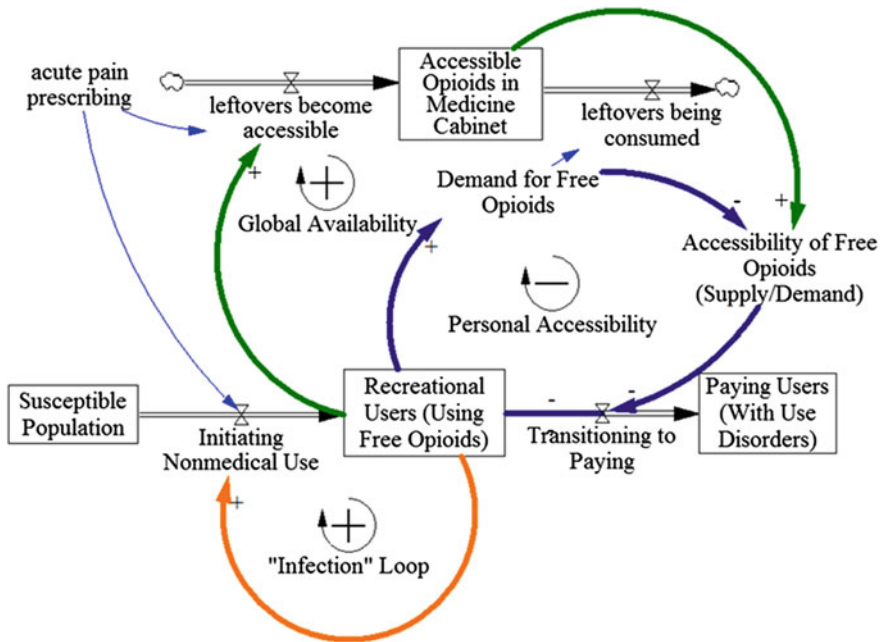 acute pain
prescribing
leftovers become
accessible
Accessible
Opioids in
Medicine
Cabinet
leftovers being
consumed
+
+
Global Availability
Demand for Free
Opioids
-
+
+
Accessibility of Free
Opioids
(Supply/Demand)
−
Personal Accessibility
Susceptible
Population
Initiating
Nonmedical Use
Recreational
Users (Using
Free Opioids)
-
-
-
Transitioning to
Paying
Paying Users
(With Use
Disorders)
+
+
"Infection" Loop